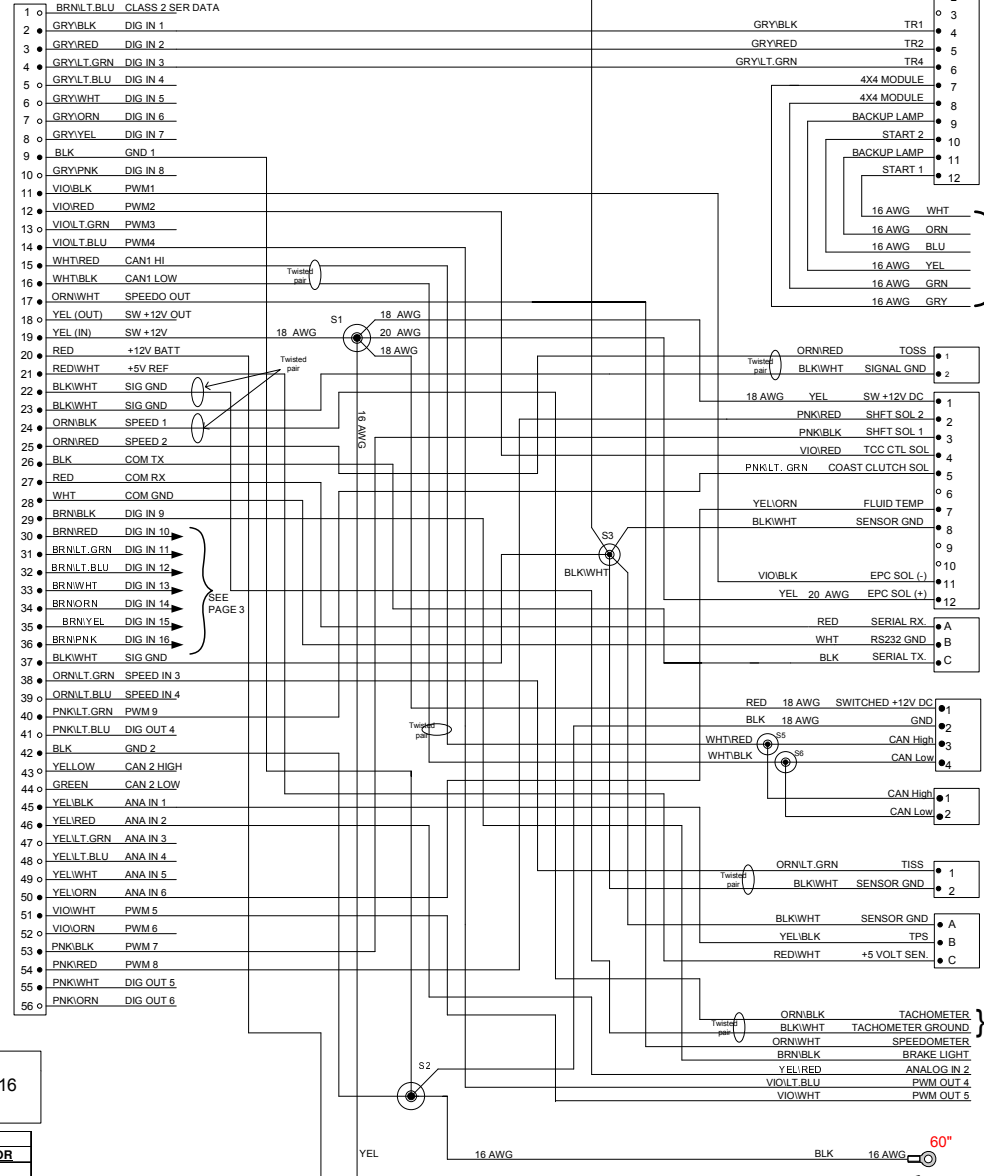 1 BRN\LT.BLU CLASS 2 SER DATA
2 GRY\BLK DIG IN 1
3 GRY\RED DIG IN 2
4 GRY\LT.GRN DIG IN 3
5 GRY\LT.BLU DIG IN 4
6 GRY\WHT DIG IN 5
7 GRY\ORN DIG IN 6
8 GRY\YEL DIG IN 7
9 BLK GND 1
10 GRY\PNK DIG IN 8
11 VIO\BLK PWM1
12 VIO\RED PWM2
13 VIO\LT.GRN PWM3
14 VIO\LT.BLU PWM4
15 WHT\RED CAN1 HI
16 WHT\BLK CAN1 LOW
17 ORN\WHT SPEEDO OUT
18 YEL (OUT) SW +12V OUT
19 YEL (IN) SW +12V
20 RED +12V BATT
21 RED\WHT +5V REF
22 BLK\WHT SIG GND
23 BLK\WHT SIG GND
24 ORN\BLK SPEED 1
25 ORN\RED SPEED 2
26 BLK COM TX
27 RED COM RX
28 WHT COM GND
29 BRN\BLK DIG IN 9
30 BRN\RED DIG IN 10
31 BRN\LT.GRN DIG IN 11
32 BRN\LT.BLU DIG IN 12
33 BRN\WHT DIG IN 13
34 BRN\ORN DIG IN 14
35 BRN\YEL DIG IN 15
36 BRN\PNK DIG IN 16
37 BLK\WHT SIG GND
38 ORN\LT.GRN SPEED IN 3
39 ORN\LT.BLU SPEED IN 4
40 PNK\LT.GRN PWM 9
41 PNK\LT.BLU DIG OUT 4
42 BLK GND 2
43 YELLOW CAN 2 HIGH
44 GREEN CAN 2 LOW
45 YEL\BLK ANA IN 1
46 YEL\RED ANA IN 2
47 YEL\LT.GRN ANA IN 3
48 YEL\LT.BLU ANA IN 4
49 YEL\WHT ANA IN 5
50 YEL\ORN ANA IN 6
51 VIO\WHT PWM 5
52 VIO\ORN PWM 6
53 PNK\BLK PWM 7
54 PNK\RED PWM 8
55 PNK\WHT DIG OUT 5
56 PNK\ORN DIG OUT 6
SEE
PAGE 3
Twisted
pair
S1
18 AWG
18 AWG
20 AWG
18 AWG
Twisted
pair
16 AWG
S3
BLK\WHT
Twisted
pair
S2
3
GRY\BLK TR1 4
GRY\RED TR2 5
GRY\LT.GRN TR4 6
4X4 MODULE 7
4X4 MODULE 8
BACKUP LAMP 9
START 2 10
BACKUP LAMP 11
START 1 12
16 AWG WHT
16 AWG ORN
16 AWG BLU
16 AWG YEL
16 AWG GRN
16 AWG GRY
Twisted
pair
ORN\RED TOSS 1
BLK\WHT SIGNAL GND 2
18 AWG YEL SW +12V DC 1
PNK\RED SHFT SOL 2 2
PNK\BLK SHFT SOL 1 3
VIO\RED TCC CTL SOL 4
PNK\LT. GRN COAST CLUTCH SOL 5
6
YEL\ORN FLUID TEMP 7
BLK\WHT SENSOR GND 8
9
10
VIO\BLK EPC SOL (-) 11
YEL 20 AWG EPC SOL (+) 12
RED SERIAL RX. A
WHT RS232 GND B
BLK SERIAL TX. C
RED 18 AWG SWITCHED +12V DC 1
BLK 18 AWG GND 2
WHT\RED S5 CAN High 3
WHT\BLK S6 CAN Low 4
CAN High 1
CAN Low 2
Twisted
pair
ORN\LT.GRN TISS 1
BLK\WHT SENSOR GND 2
BLK\WHT SENSOR GND A
YEL\BLK TPS B
RED\WHT +5 VOLT SEN. C
Twisted
pair
ORN\BLK TACHOMETER
BLK\WHT TACHOMETER GROUND
ORN\WHT SPEEDOMETER
BRN\BLK BRAKE LIGHT
YEL\RED ANALOG IN 2
VIO\LT.BLU PWM OUT 4
VIO\WHT PWM OUT 5
60"
YEL 16 AWG BLK 16 AWG
16
OR